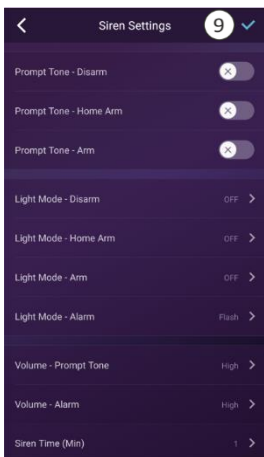 Siren Settings 9
Prompt Tone - Disarm
Prompt Tone - Home Arm
Prompt Tone - Arm
Light Mode - Disarm OFF
Light Mode - Home Arm OFF
Light Mode - Arm OFF
Light Mode - Alarm Flash
Volume - Prompt Tone High
Volume - Alarm High
Siren Time (Min) 1